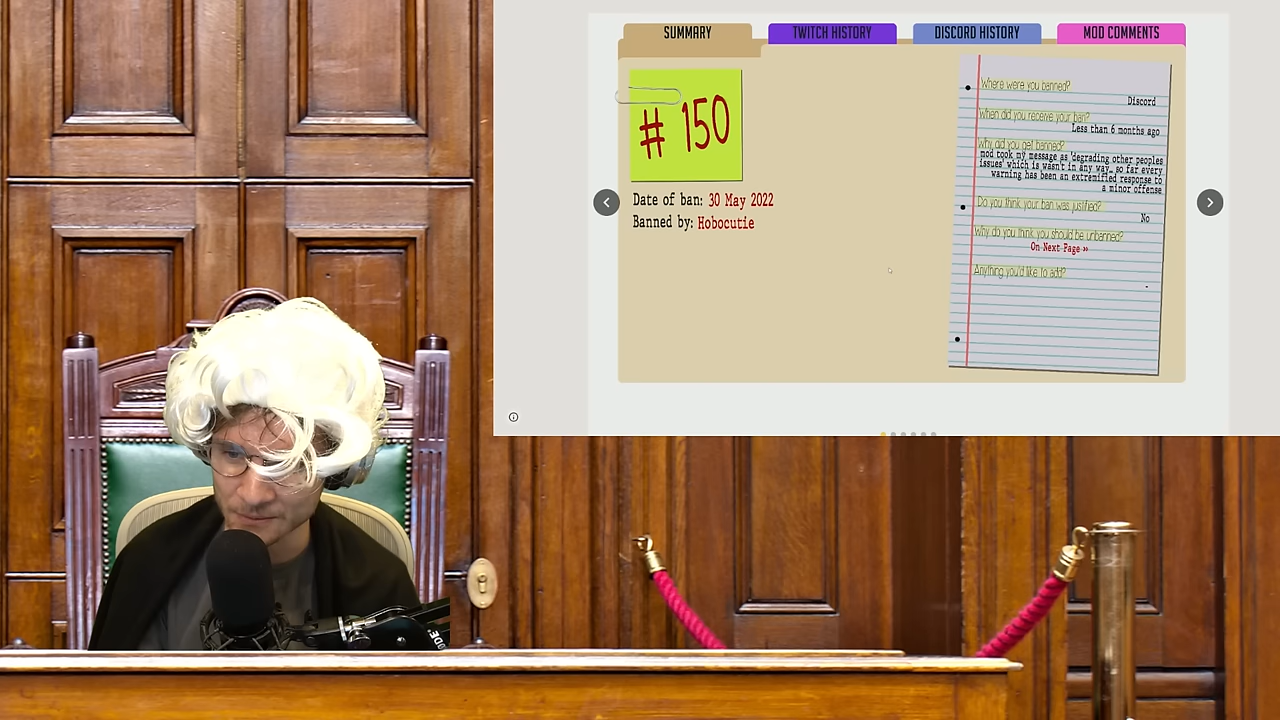 SUMMARY
TWITCH HISTORY
DISCORD HISTORY
MOD COMMENTS
# 150
Date of ban: 30 May 2022
Banned by: Hobocutie
Where were you banned?
Discord
When did you receive your ban?
Less than 6 months ago
Why did you get banned?
mod took my message as 'degrading other peoples
issues' which is wasn't in any way, so far every
warning has been an extremified response to
a minor offense
Do you think your ban was justified?
No
Why do you think you should be unbanned?
On Next Page »
Anything you'd like to edit?
-